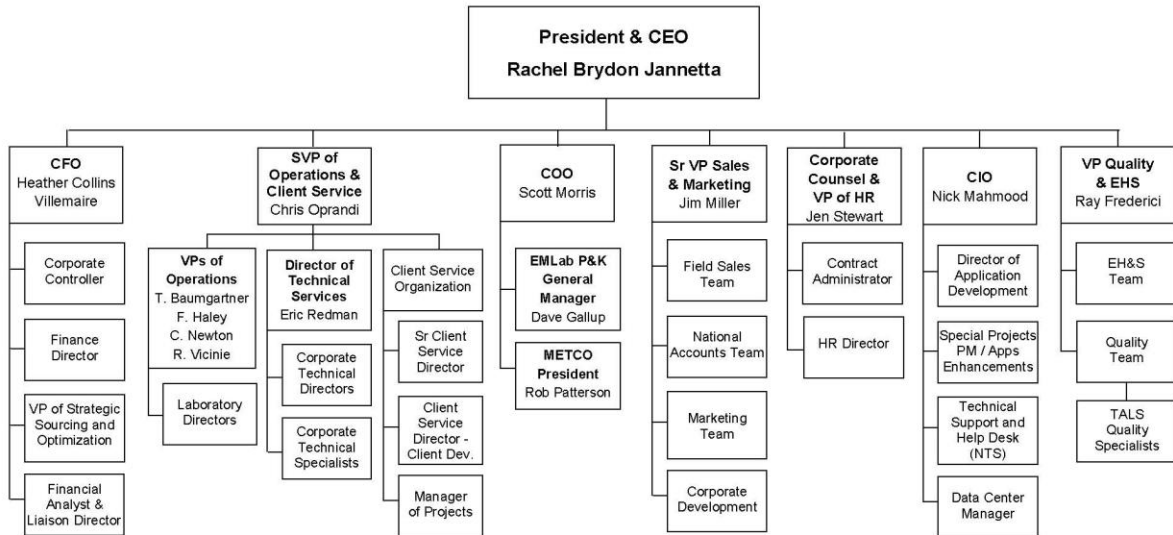 President & CEO
Rachel Brydon Jannetta
CFO
Heather Collins
Villemaire
Corporate
Controller
Finance
Director
VP of Strategic
Sourcing and
Optimization
Financial
Analyst &
Liaison Director
SVP of
Operations &
Client Service
Chris Oprandi
VPs of
Operations
T. Baumgartner
F. Haley
C. Newton
R. Vicinie
Laboratory
Directors
Director of
Technical
Services
Eric Redman
Corporate
Technical
Directors
Corporate
Technical
Specialists
Client Service
Organization
Sr Client
Service
Director
Client
Service
Director -
Client Dev.
Manager
of Projects
COO
Scott Morris
EMLab P&K
General
Manager
Dave Gallup
METCO
President
Rob Patterson
Sr VP Sales
& Marketing
Jim Miller
Field Sales
Team
National
Accounts Team
Marketing
Team
Corporate
Development
Corporate
Counsel &
VP of HR
Jen Stewart
Contract
Administrator
HR Director
CIO
Nick Mahmood
Director of
Application
Development
Special Projects
PM / Apps
Enhancements
Technical
Support and
Help Desk
(NTS)
Data Center
Manager
VP Quality
& EHS
Ray Frederici
EH&S
Team
Quality
Team
TALS
Quality
Specialists